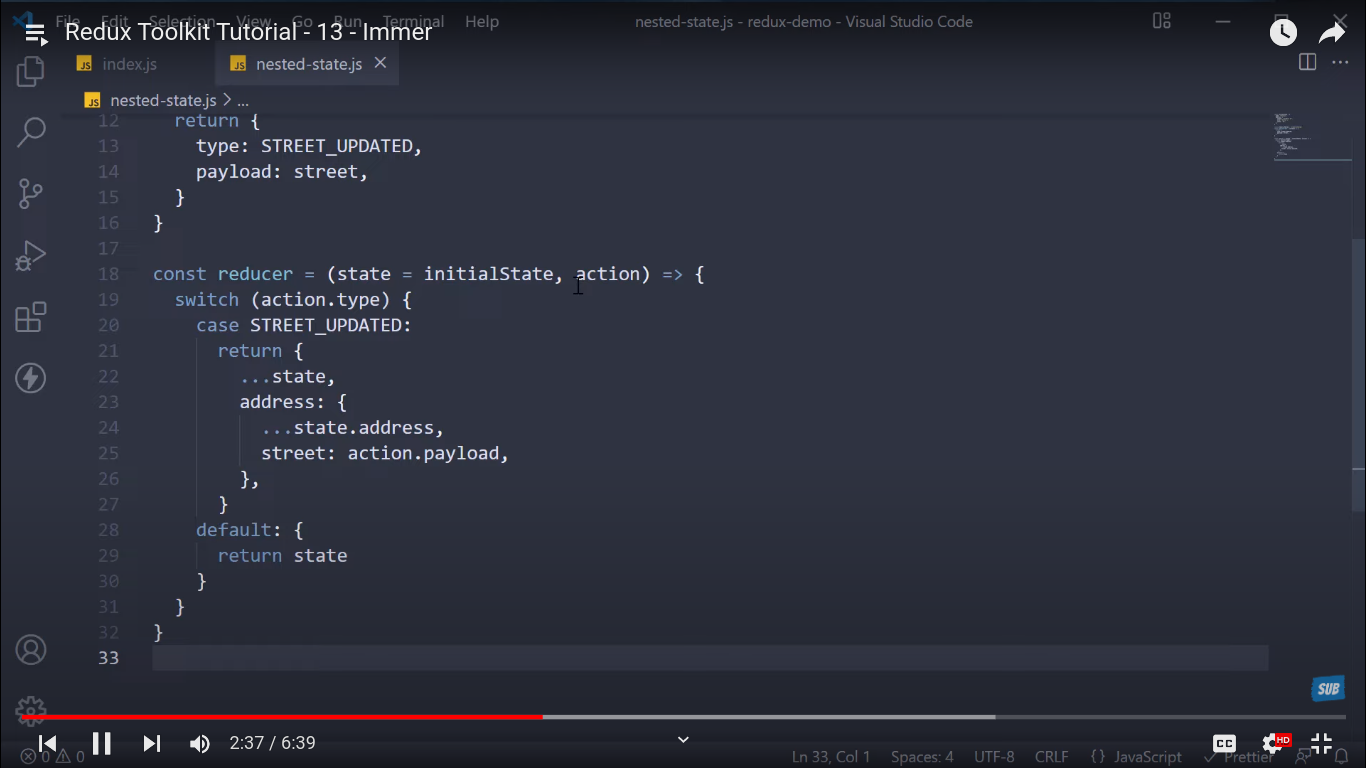 File Edit Selection View Go Run Terminal Help nested-state.js - redux-demo - Visual Studio Code
Redux Toolkit Tutorial - 13 - Immer
JS index.js JS nested-state.js
JS nested-state.js > ...
12 return {
13 type: STREET_UPDATED,
14 payload: street,
15 }
16 }
17
18 const reducer = (state = initialState, action) => {
19 switch (action.type) {
20 case STREET_UPDATED:
21 return {
22 ...state,
23 address: {
24 ...state.address,
25 street: action.payload,
26 },
27 }
28 default: {
29 return state
30 }
31 }
32 }
33
SUB
2:37 / 6:39 CC HD
0 0 Ln 33, Col 1 Spaces: 4 UTF-8 CRLF {} JavaScript Prettier